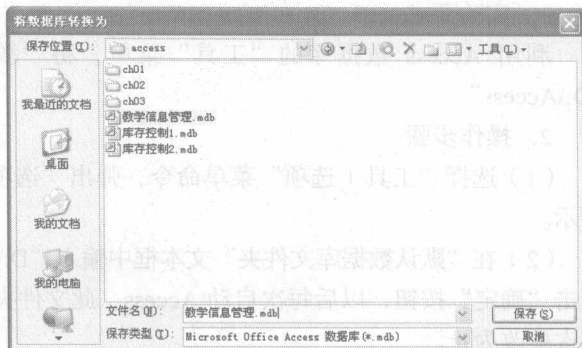 将数据库转换为
保存位置(I): access 工具(L)
ch01
ch02
ch03
教学信息管理.mdb
库存控制1.mdb
库存控制2.mdb
我最近的文档
桌面
我的文档
我的电脑
文件名(N): 教学信息管理.mdb 保存(S)
保存类型(T): Microsoft Office Access 数据库(*.mdb) 取消